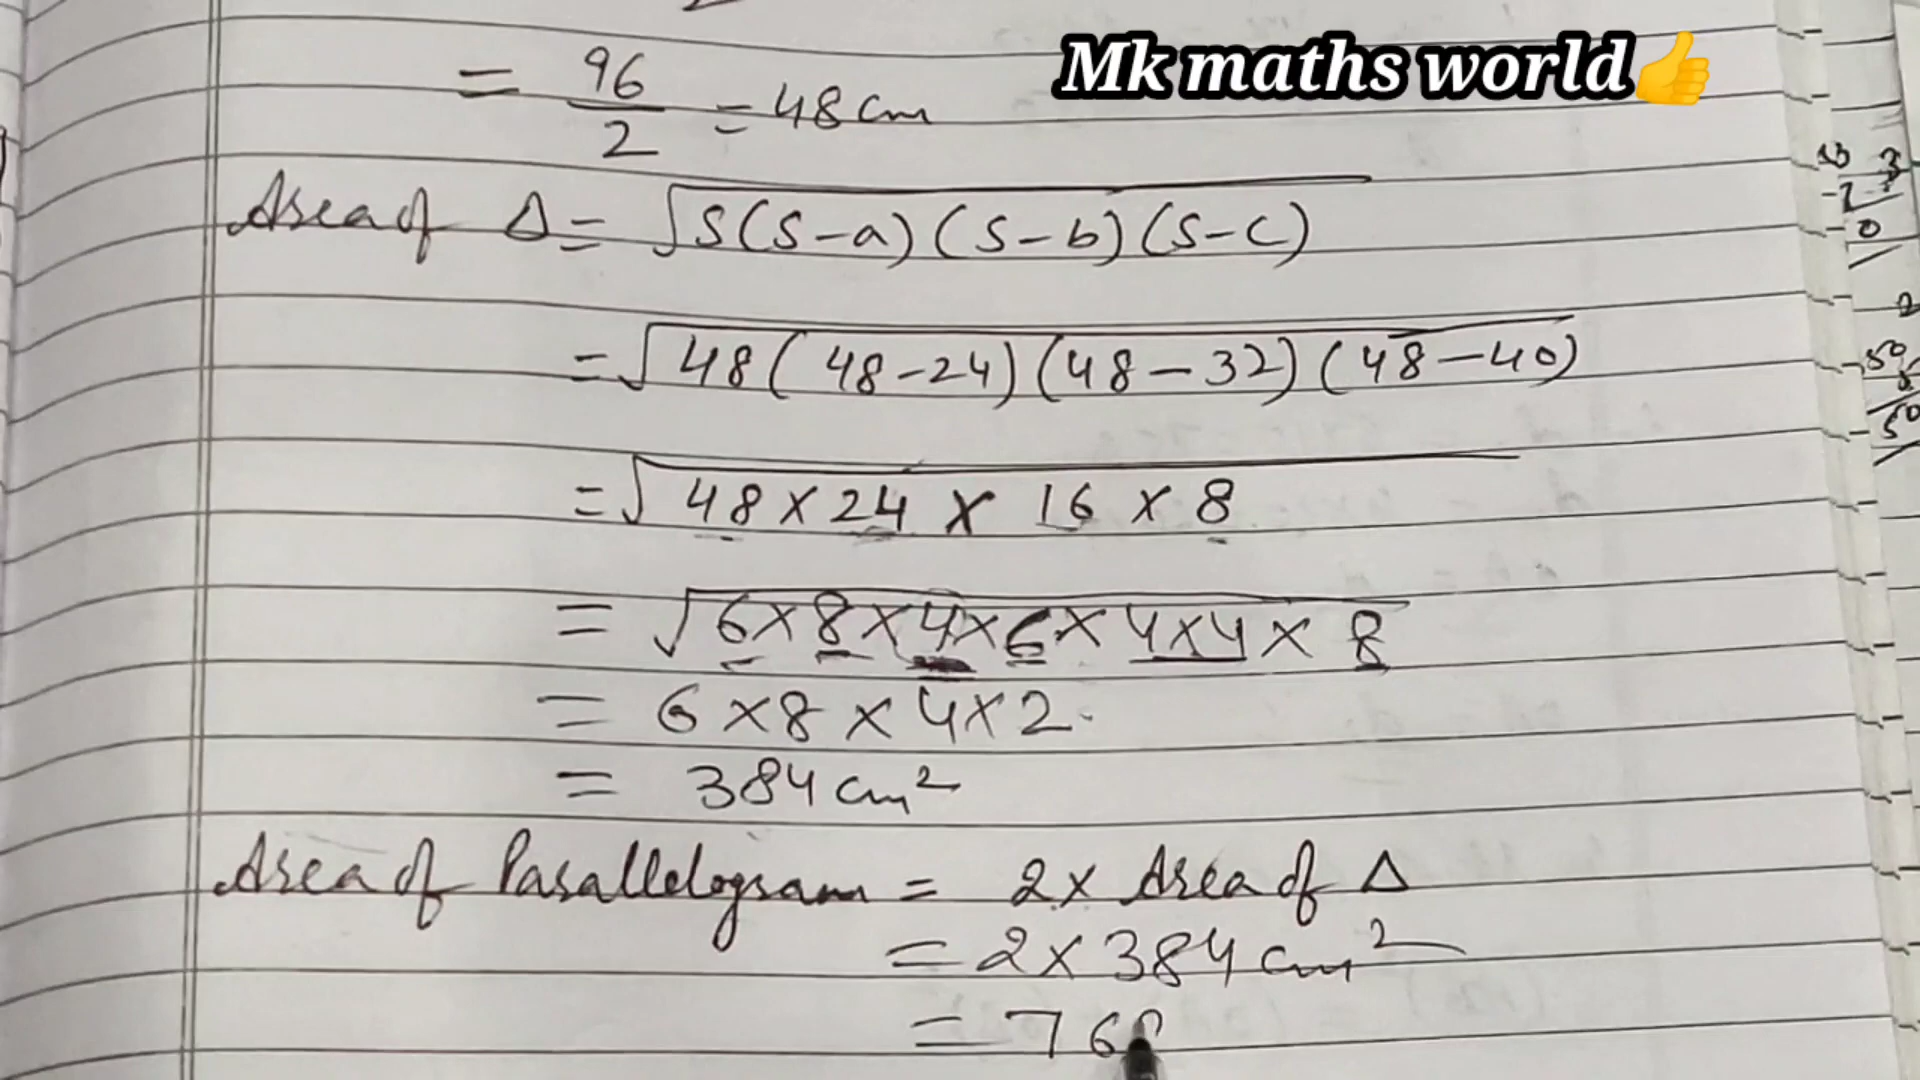 Mk maths world👍
= 96/2 = 48 cm
Area of Δ = √S(S-a)(S-b)(S-c)
= √48(48-24)(48-32)(48-40)
= √48 × 24 × 16 × 8
= √6×8×4×6×4×4×8
= 6×8×4×2
= 384 cm²
Area of Parallelogram = 2× Area of Δ
= 2×384 cm²
= 76